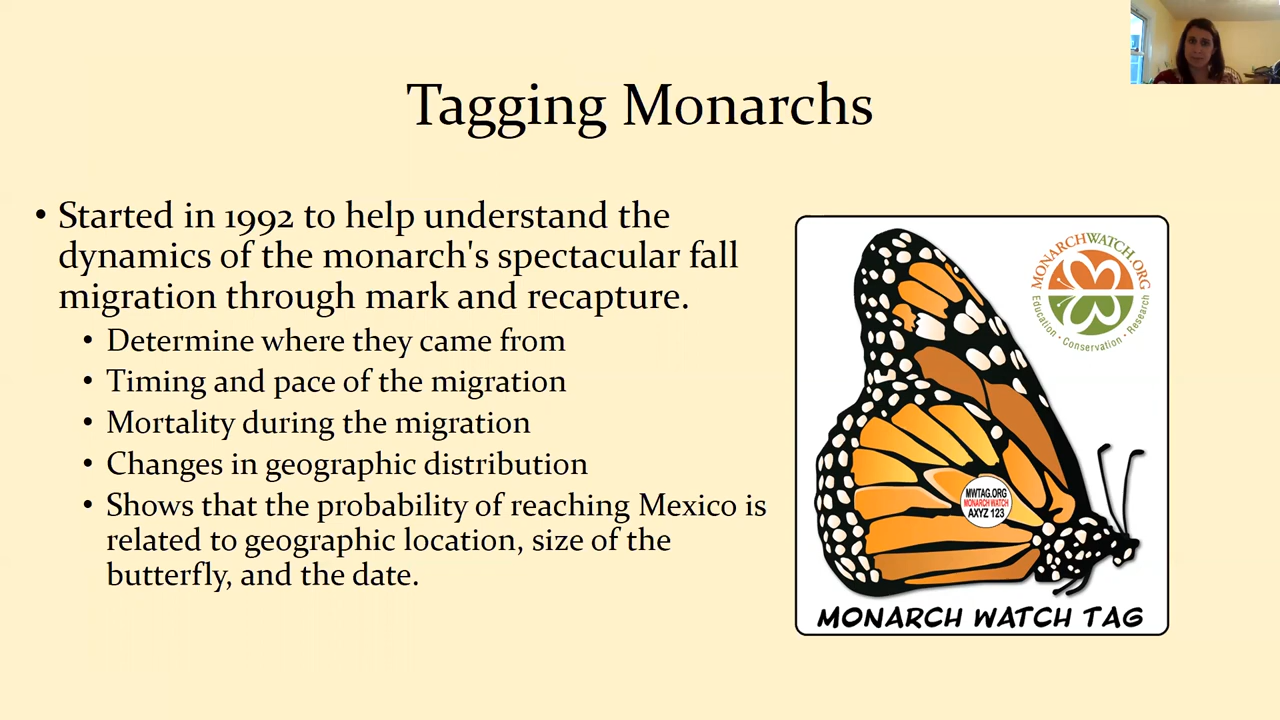 Tagging Monarchs
• Started in 1992 to help understand the
dynamics of the monarch's spectacular fall
migration through mark and recapture.
• Determine where they came from
• Timing and pace of the migration
• Mortality during the migration
• Changes in geographic distribution
• Shows that the probability of reaching Mexico is
related to geographic location, size of the
butterfly, and the date.
MONARCHWATCH.ORG
Education • Conservation • Research
MWTAG.ORG
MONARCH WATCH
AXYZ 123
MONARCH WATCH TAG